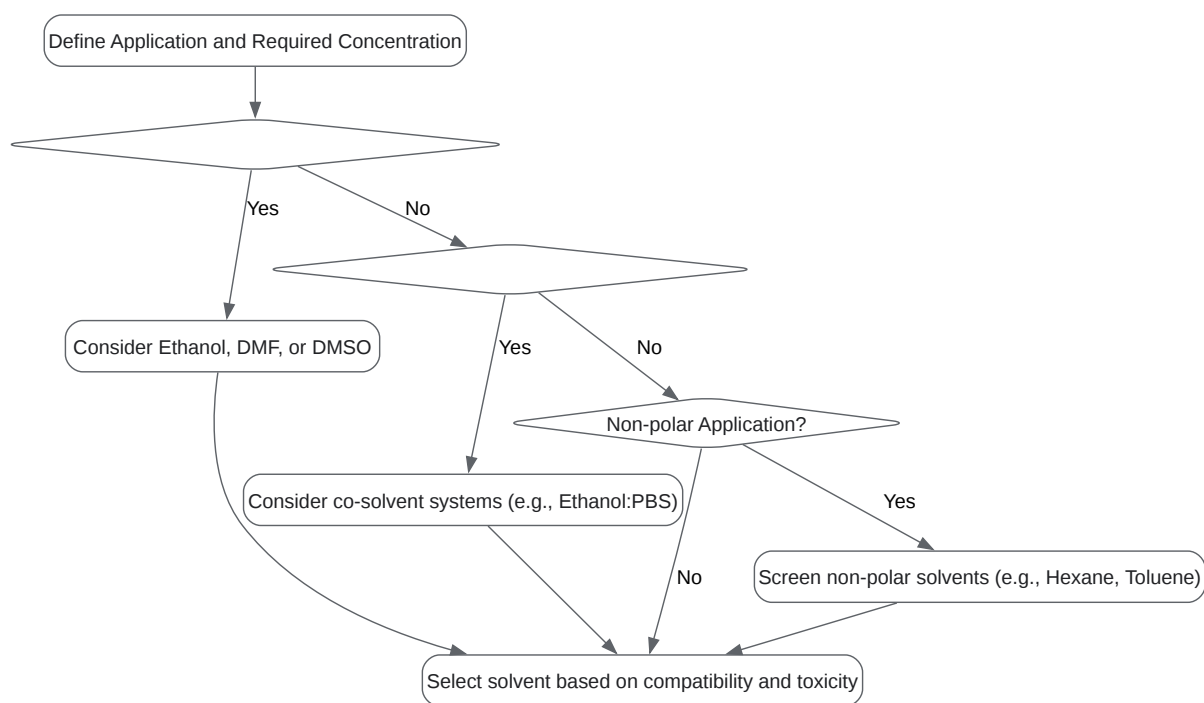 Define Application and Required Concentration
Yes
No
Consider Ethanol, DMF, or DMSO
Yes
No
Non-polar Application?
Consider co-solvent systems (e.g., Ethanol:PBS)
Yes
No
Screen non-polar solvents (e.g., Hexane, Toluene)
Select solvent based on compatibility and toxicity